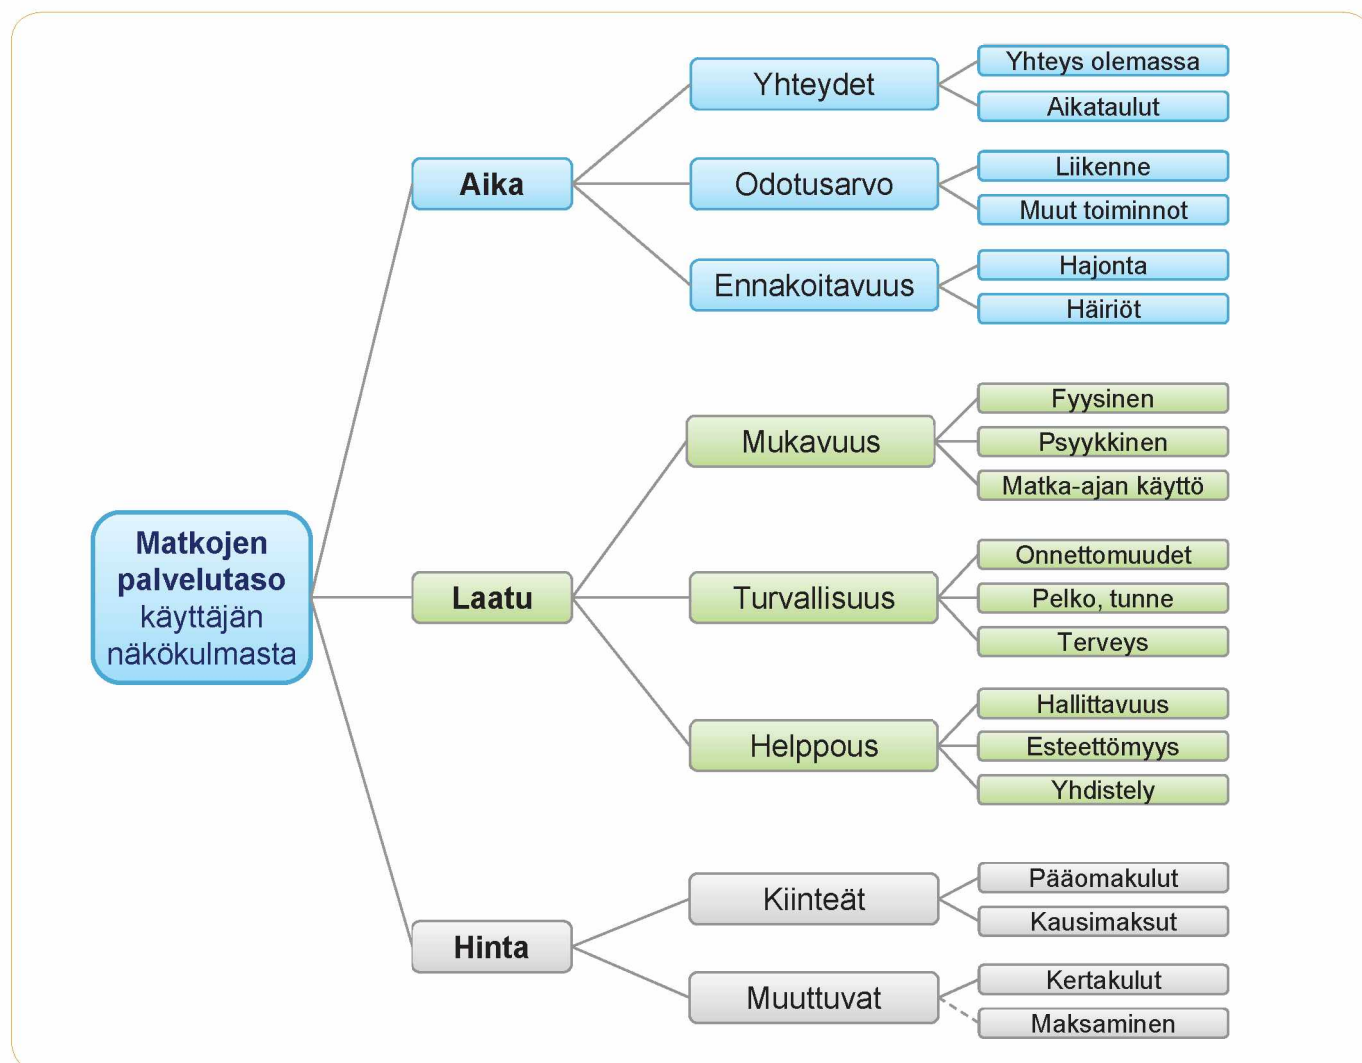 Matkojen
palvelutaso
käyttäjän
näkökulmasta
Aika
Yhteydet
Yhteys olemassa
Aikataulut
Odotusarvo
Liikenne
Muut toiminnot
Ennakoitavuus
Hajonta
Häiriöt
Laatu
Mukavuus
Fyysinen
Psyykkinen
Matka-ajan käyttö
Turvallisuus
Onnettomuudet
Pelko, tunne
Terveys
Helppous
Hallittavuus
Esteettömyys
Yhdistely
Hinta
Kiinteät
Pääomakulut
Kausimaksut
Muuttuvat
Kertakulut
Maksaminen